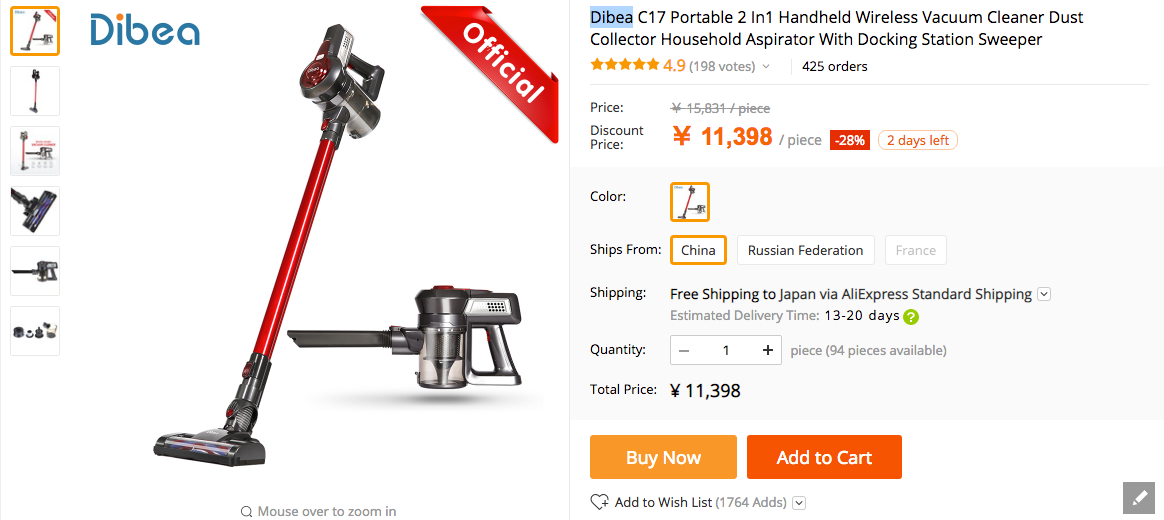 Dibea
Official
Mouse over to zoom in
Dibea C17 Portable 2 In1 Handheld Wireless Vacuum Cleaner Dust
Collector Household Aspirator With Docking Station Sweeper
4.9 (198 votes) 425 orders
Price: ¥ 15,831 / piece
Discount
Price: ¥ 11,398 / piece -28% 2 days left
Color:
Ships From: China Russian Federation France
Shipping: Free Shipping to Japan via AliExpress Standard Shipping
Estimated Delivery Time: 13-20 days ?
Quantity: − 1 + piece (94 pieces available)
Total Price: ¥ 11,398
Buy Now Add to Cart
Add to Wish List (1764 Adds)